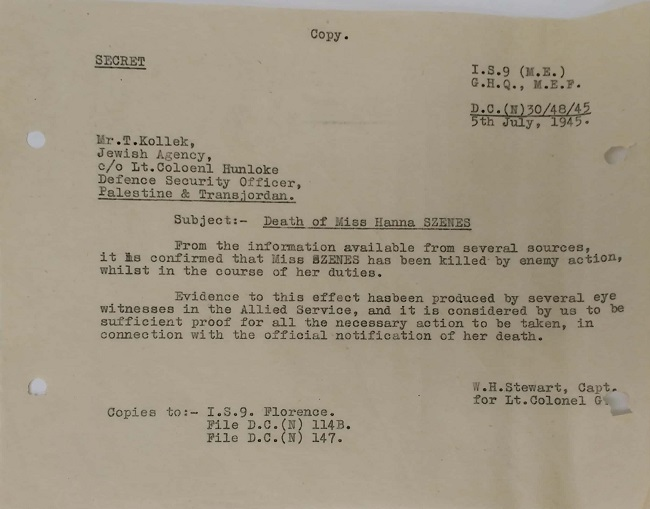 Copy.
SECRET
I.S.9 (M.E.)
G.H.Q., M.E.F.
D.C.(N)30/48/45
5th July, 1945.
Mr.T.Kollek,
Jewish Agency,
c/o Lt.Coloenl Hunloke
Defence Security Officer,
Palestine & Transjordan.
Subject:- Death of Miss Hanna SZENES
From the information available from several sources,
it is confirmed that Miss SZENES has been killed by enemy action,
whilst in the course of her duties.
Evidence to this effect hasbeen produced by several eye
witnesses in the Allied Service, and it is considered by us to be
sufficient proof for all the necessary action to be taken, in
connection with the official notification of her death.
W.H.Stewart, Capt.
for Lt.Colonel
Copies to:- I.S.9. Florence.
File D.C.(N) 114B.
File D.C.(N) 147.